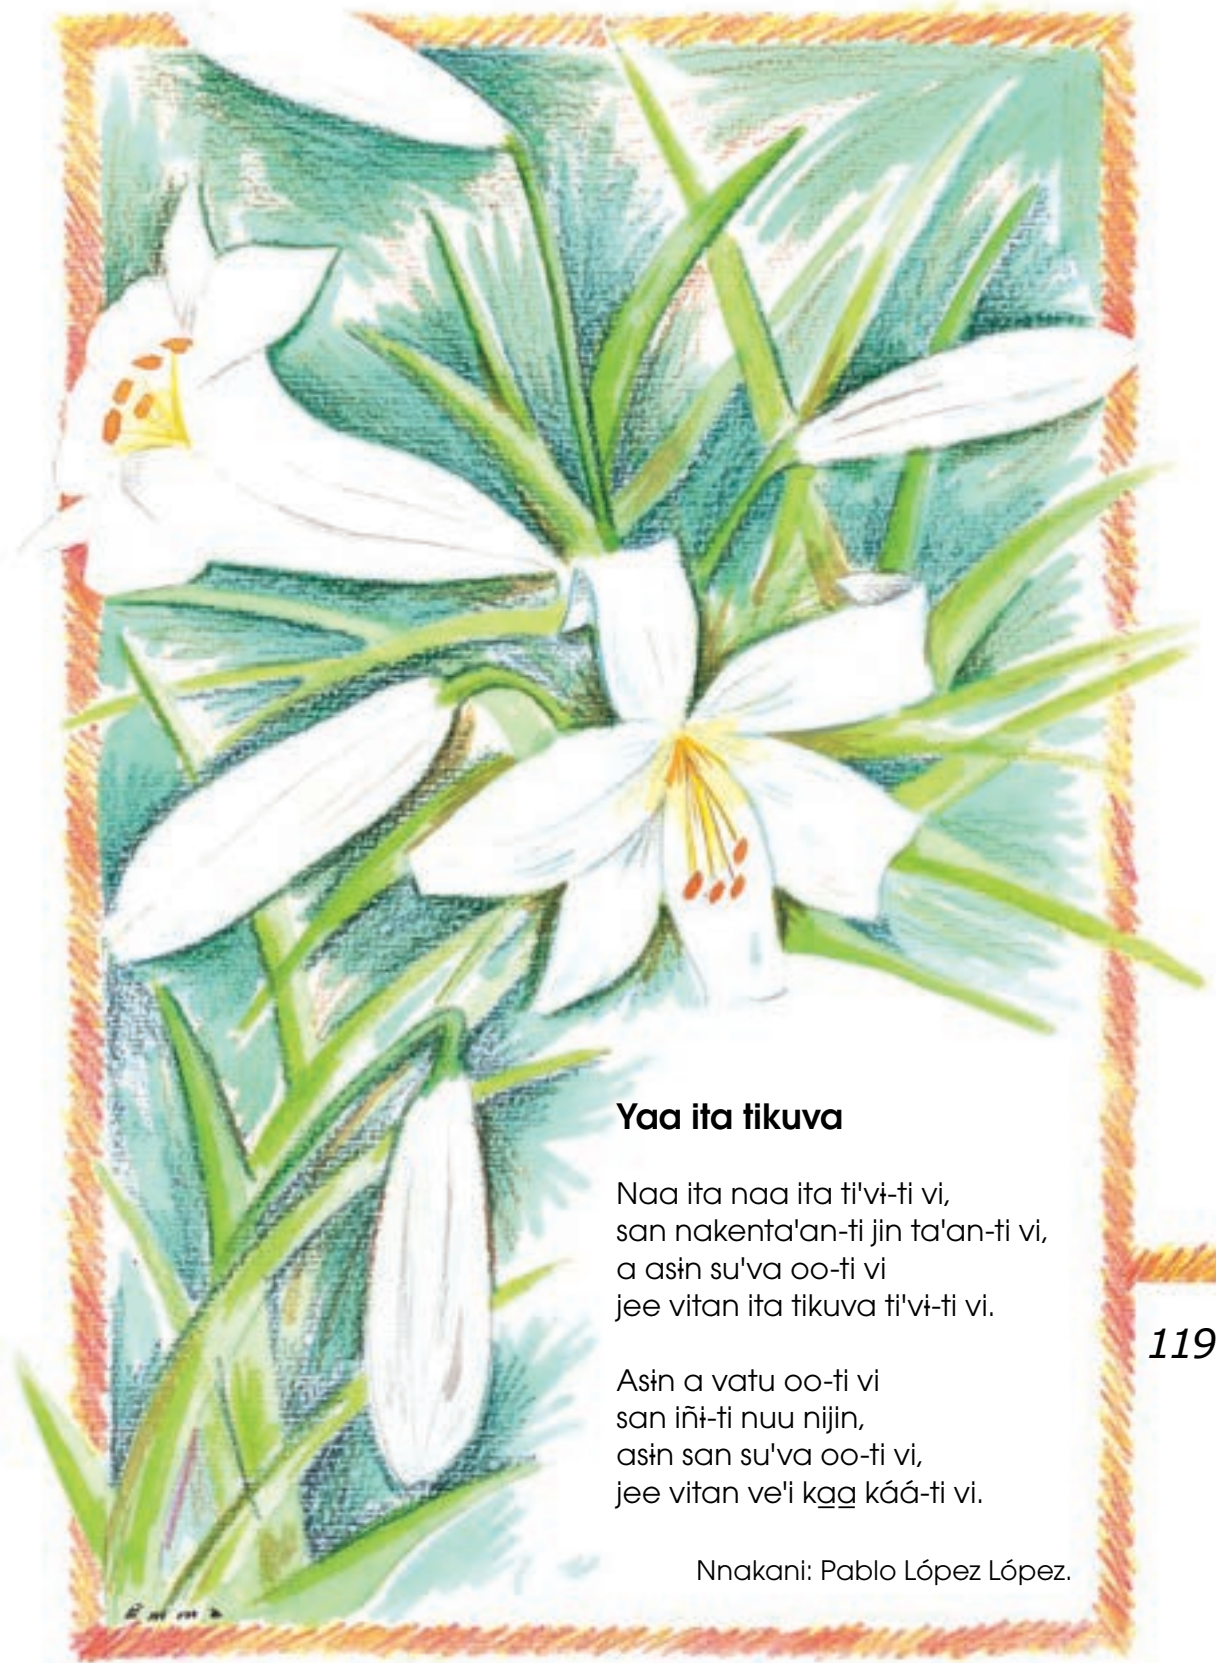 Yaa ita tikuva
Naa ita naa ita ti'vɨ-ti vi,
san nakenta'an-ti jin ta'an-ti vi,
a asɨn su'va oo-ti vi
jee vitan ita tikuva ti'vɨ-ti vi.
119
Asɨn a vatu oo-ti vi
san iñɨ-ti nuu nijin,
asɨn san su'va oo-ti vi,
jee vitan ve'i ka̲a̲ káá-ti vi.
Nnakani: Pablo López López.
Emma